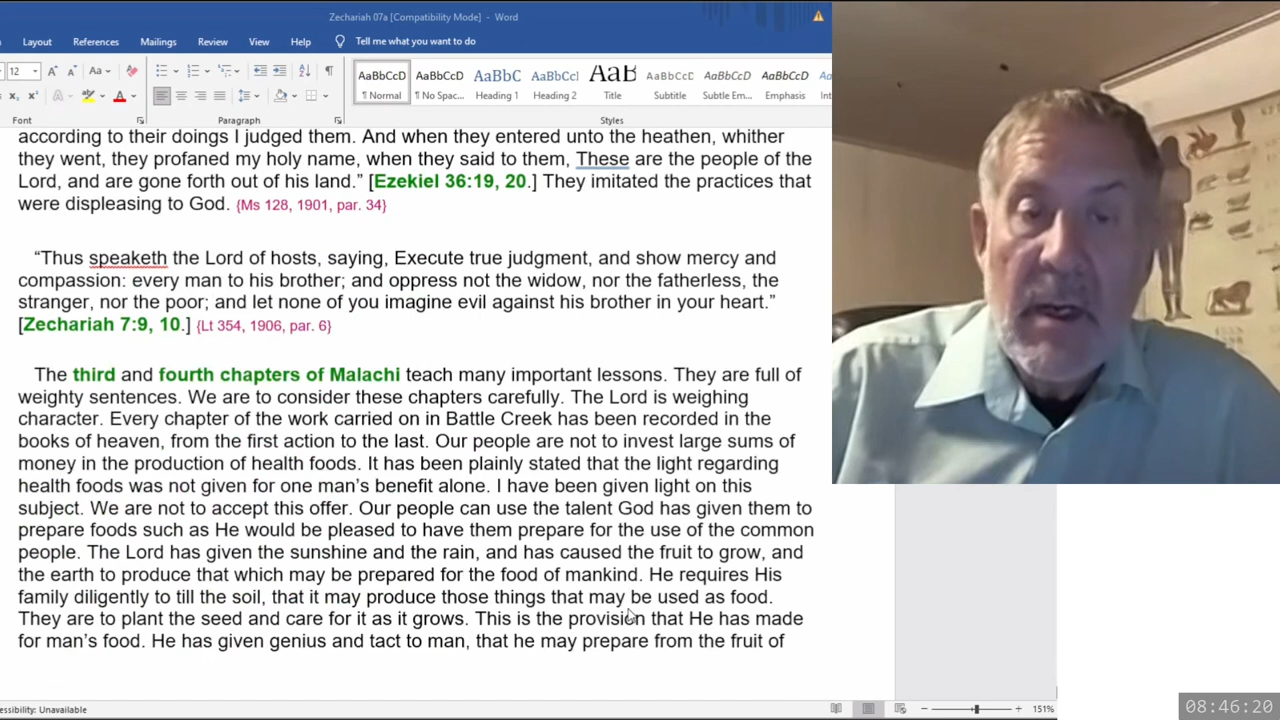 Zechariah 07a [Compatibility Mode] - Word
Layout References Mailings Review View Help Tell me what you want to do
12 Aa
AaBbCcD AaBbCcD AaBbC AaBbCcI AaB AaBbCcD AaBbCcD AaBbCcD
¶ Normal ¶ No Spac... Heading 1 Heading 2 Title Subtitle Subtle Em... Emphasis
Font Paragraph Styles
according to their doings I judged them. And when they entered unto the heathen, whither
they went, they profaned my holy name, when they said to them, These are the people of the
Lord, and are gone forth out of his land.” [Ezekiel 36:19, 20.] They imitated the practices that
were displeasing to God. {Ms 128, 1901, par. 34}
“Thus speaketh the Lord of hosts, saying, Execute true judgment, and show mercy and
compassion: every man to his brother; and oppress not the widow, nor the fatherless, the
stranger, nor the poor; and let none of you imagine evil against his brother in your heart.”
[Zechariah 7:9, 10.] {Lt 354, 1906, par. 6}
The third and fourth chapters of Malachi teach many important lessons. They are full of
weighty sentences. We are to consider these chapters carefully. The Lord is weighing
character. Every chapter of the work carried on in Battle Creek has been recorded in the
books of heaven, from the first action to the last. Our people are not to invest large sums of
money in the production of health foods. It has been plainly stated that the light regarding
health foods was not given for one man’s benefit alone. I have been given light on this
subject. We are not to accept this offer. Our people can use the talent God has given them to
prepare foods such as He would be pleased to have them prepare for the use of the common
people. The Lord has given the sunshine and the rain, and has caused the fruit to grow, and
the earth to produce that which may be prepared for the food of mankind. He requires His
family diligently to till the soil, that it may produce those things that may be used as food.
They are to plant the seed and care for it as it grows. This is the provision that He has made
for man’s food. He has given genius and tact to man, that he may prepare from the fruit of
essibility: Unavailable
151%
08:46:20